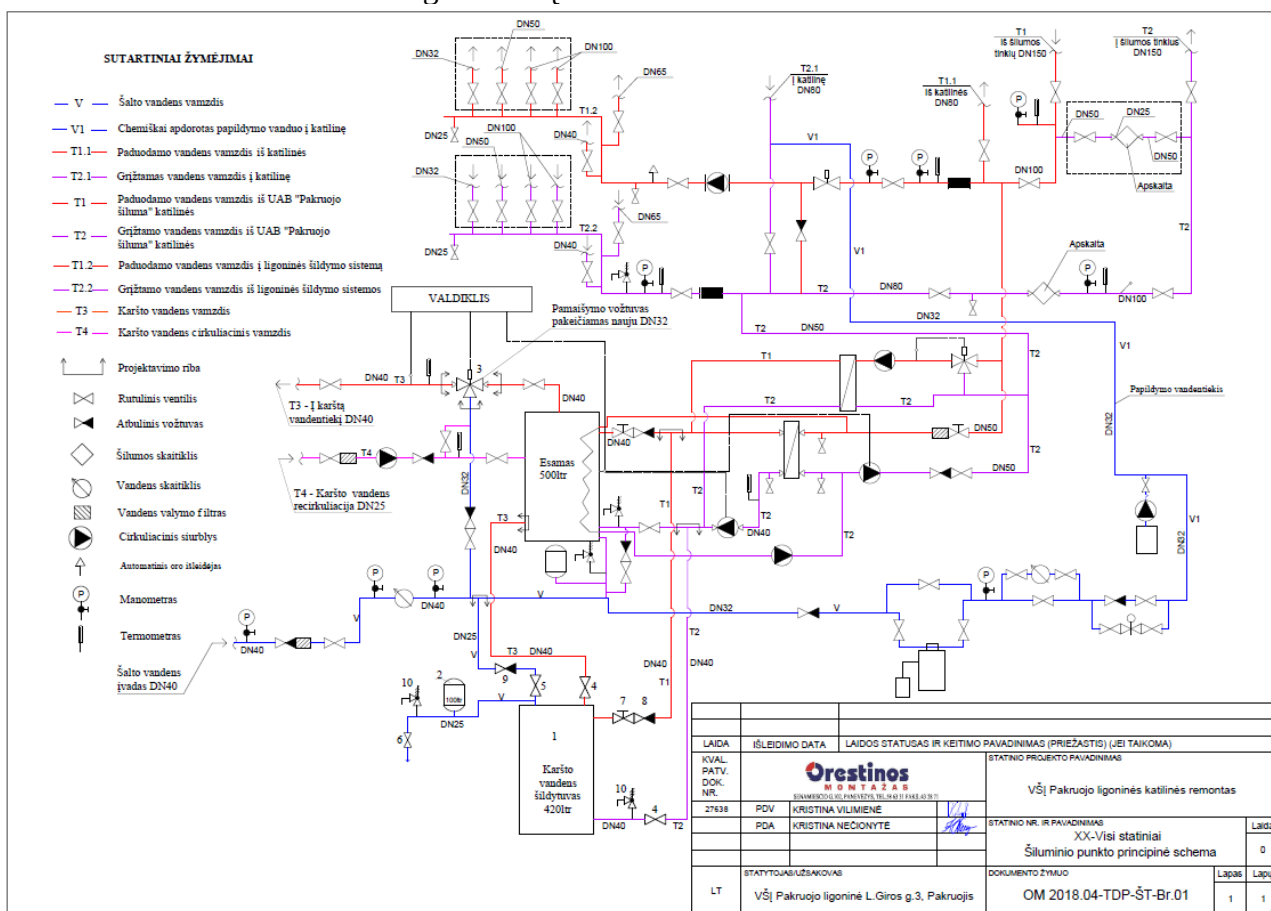 SUTARTINIAI ŽYMĖJIMAI
V Šalto vandens vamzdis
V1 Chemiškai apdorotas papildymo vanduo į katilinę
T1.1 Paduodamo vandens vamzdis iš katilinės
T2.1 Grįžtamas vandens vamzdis į katilinę
T1 Paduodamo vandens vamzdis iš UAB "Pakruojo
šiluma" katilinės
T2 Grįžtamo vandens vamzdis iš UAB "Pakruojo
šiluma" katilinės
T1.2 Paduodamo vandens vamzdis į ligoninės šildymo sistemą
T2.2 Grįžtamo vandens vamzdis iš ligoninės šildymo sistemos
T3 Karšto vandens vamzdis
T4 Karšto vandens cirkuliacinis vamzdis
Projektavimo riba
Rutulinis ventilis
Atbulinis vožtuvas
Šilumos skaitiklis
Vandens skaitiklis
Vandens valymo filtras
Cirkuliacinis siurblys
Automatinis oro išleidėjas
P
Manometras
Termometras
DN50
DN32
DN100
DN65
T1.2
DN25
DN40
DN100
DN50
DN32
DN65
T2.2
DN25
DN40
T2.1
Į katilinę
DN80
V1
T1.1
Iš katilinės
DN80
T1
Iš šilumos
tinklų DN150
T2
Į šilumos tinklus
DN150
P
DN50
DN25
DN50
Apskaita
P
P
DN100
V1
T2
P
T2
DN80
Apskaita
P
DN100
DN32
T2
DN50
T2
V1
VALDIKLIS
Pamaišymo vožtuvas
pakeičiamas nauju DN32
DN40
T3
3
DN40
T3 - Į karštą
vandentiekį DN40
T1
T2
T2
T2
DN40
DN50
T2
DN50
Papildymo vandentiekis
DN32
T4
DN32
Esamas
500ltr
T4 - Karšto vandens
recirkuliacija DN25
T3
DN40
T1
T2
T2
DN40
T2
V1
DN32
P
P
DN40
V
V
DN32
V
P
P
DN40
V
Šalto vandens
įvadas DN40
DN25
V
T3
DN40
9
5
4
T2
DN40
T1
DN40
10
2
100ltr
V
DN25
6
7
8
1
Karšto
vandens
šildytuvas
420ltr
10
4
DN40
T2
LAIDA
IŠLEIDIMO DATA
LAIDOS STATUSAS IR KEITIMO PAVADINIMAS (PRIEŽASTIS) (JEI TAIKOMA)
KVAL.
PATV.
DOK.
NR.
Orestinos
MONTAŽAS
STATINIO PROJEKTO PAVADINIMAS
VŠĮ Pakruojo ligoninės katilinės remontas
27638
PDV
KRISTINA VILIMIENĖ
PDA
KRISTINA NEČIONYTĖ
STATINIO NR. IR PAVADINIMAS
XX-Visi statiniai
Šiluminio punkto principinė schema
Laida
0
LT
STATYTOJAS/UŽSAKOVAS
VŠĮ Pakruojo ligoninė L.Giros g.3, Pakruojis
DOKUMENTO ŽYMUO
OM 2018.04-TDP-ŠT-Br.01
Lapas
1
Lapų
1